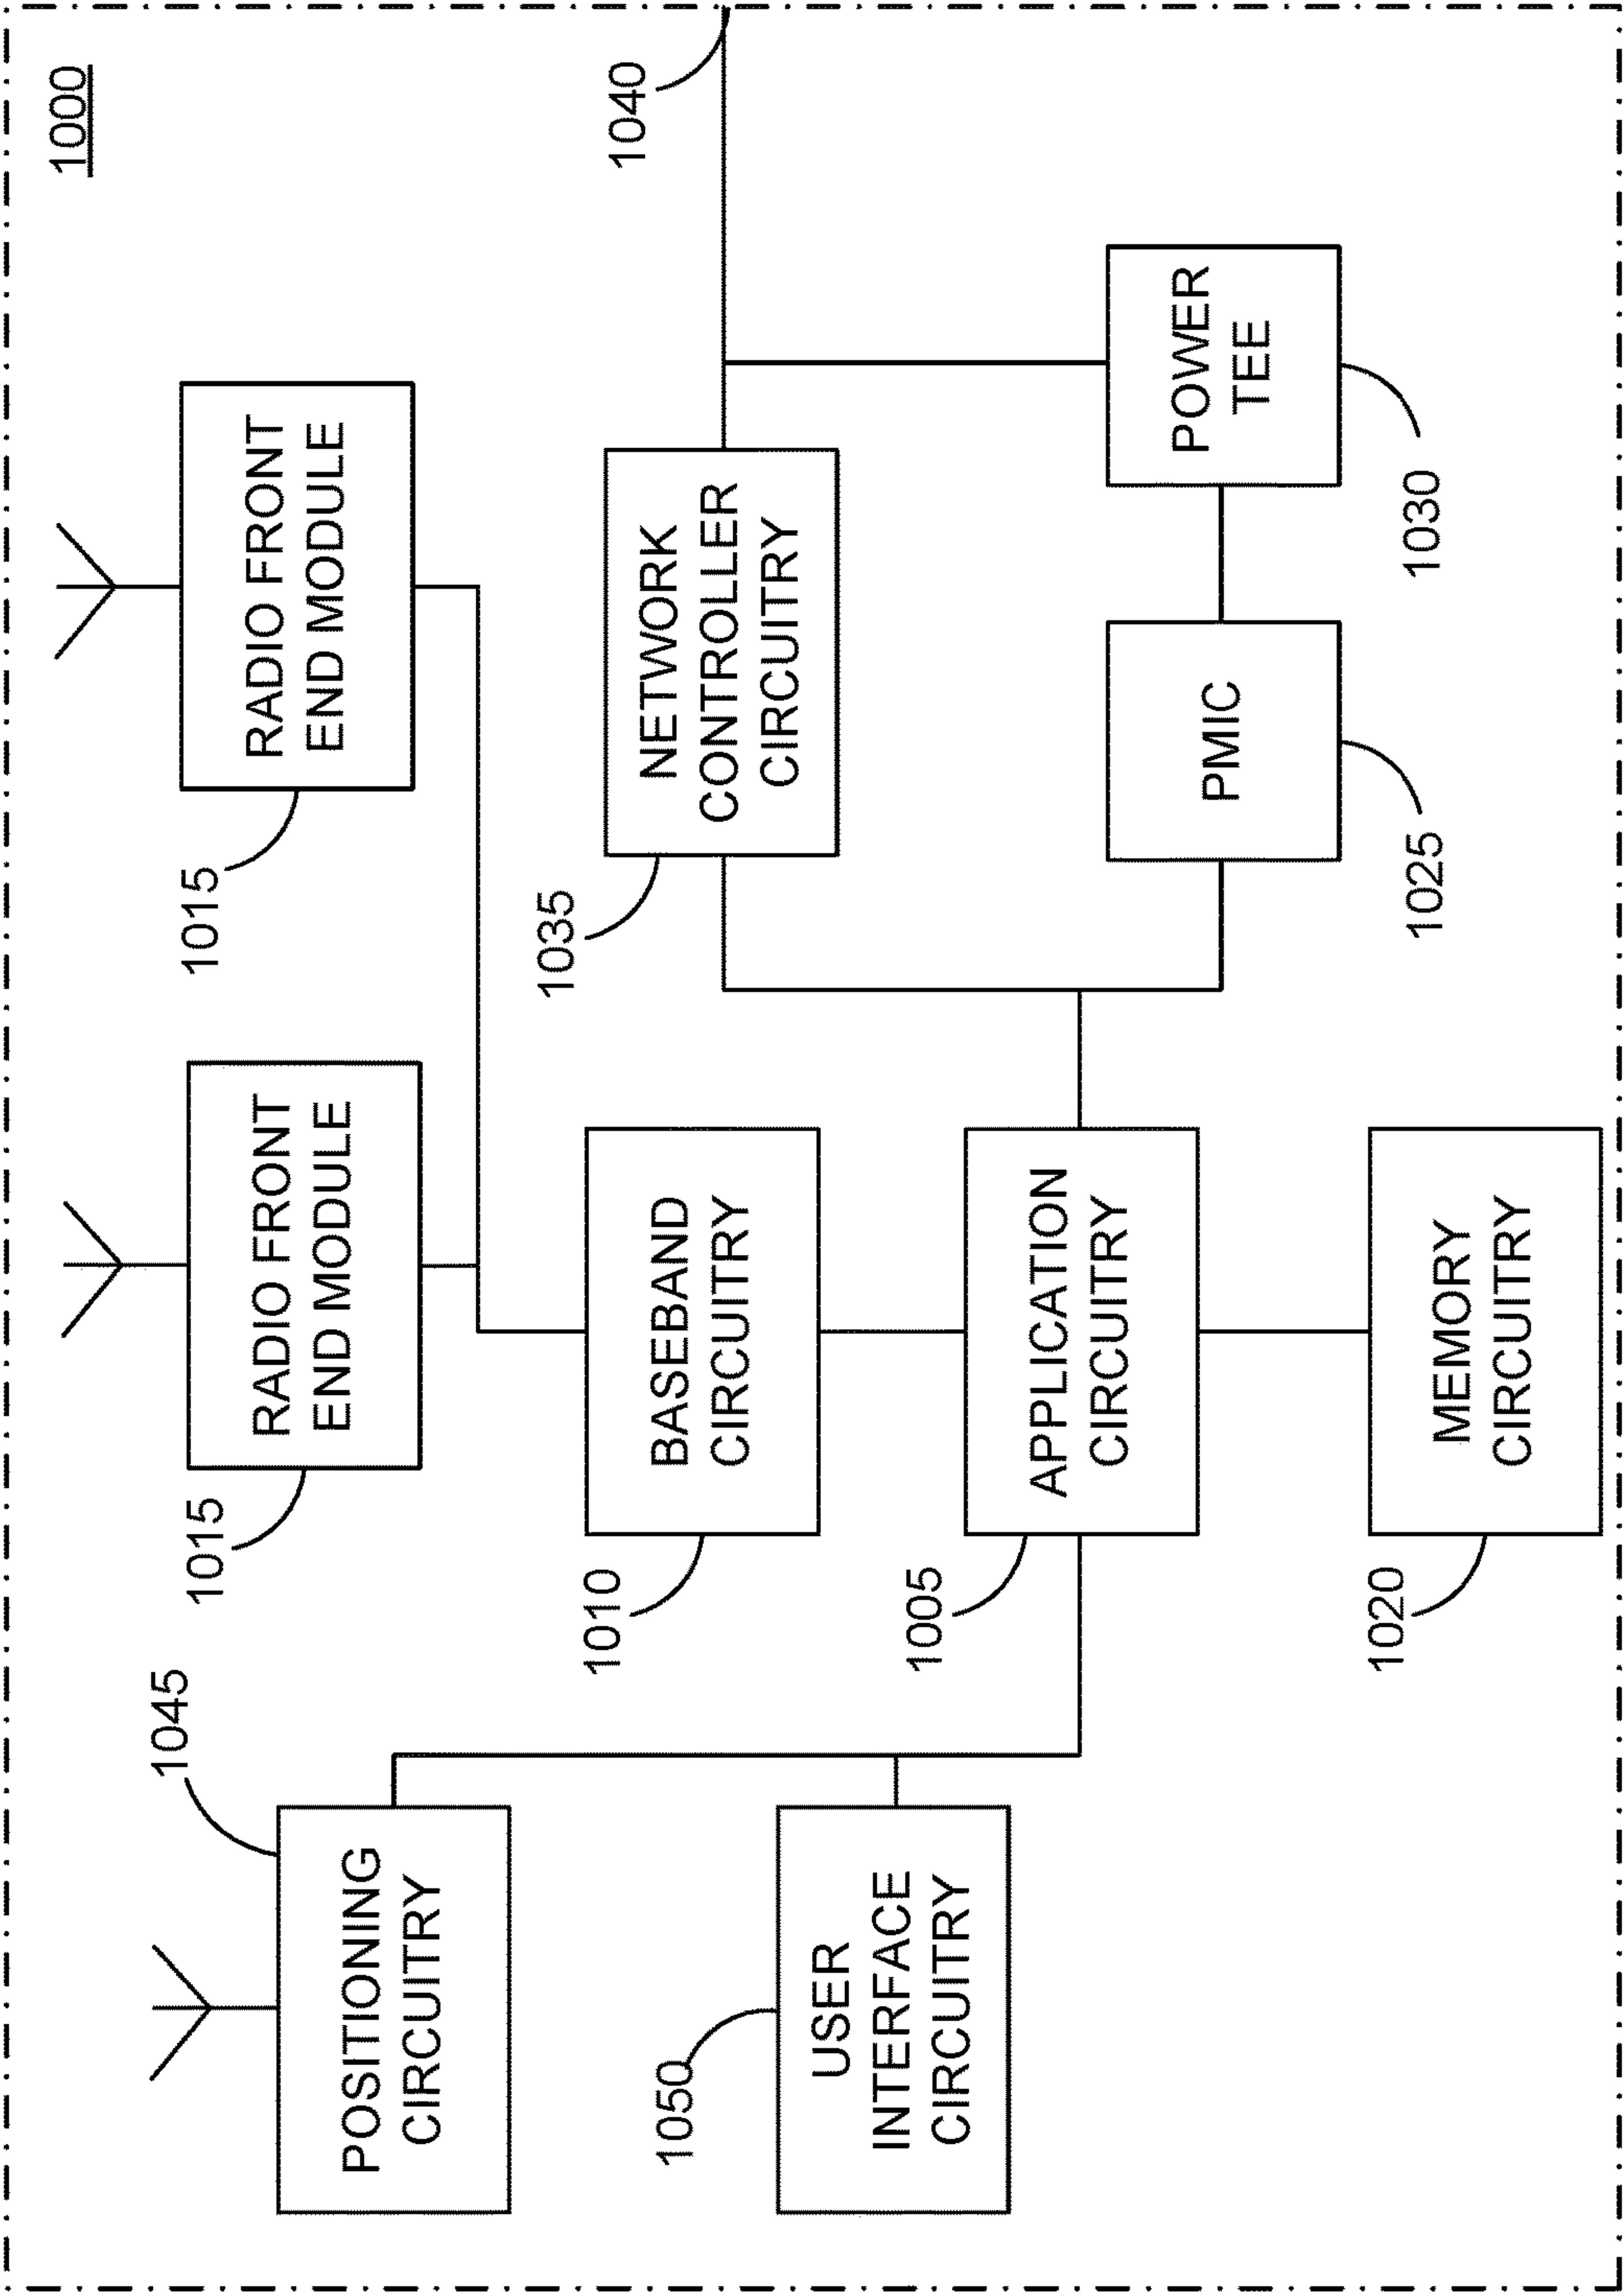 1000
1045
1015
1015
POSITIONING
CIRCUITRY
RADIO FRONT
END MODULE
RADIO FRONT
END MODULE
1010
1035
1040
1050
USER
INTERFACE
CIRCUITRY
BASEBAND
CIRCUITRY
NETWORK
CONTROLLER
CIRCUITRY
1005
APPLICATION
CIRCUITRY
PMIC
POWER
TEE
1020
MEMORY
CIRCUITRY
1025
1030